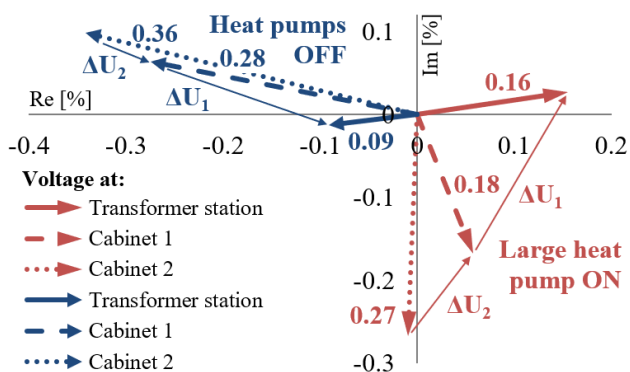 Heat pumps
OFF
0.36
0.28
ΔU₂
ΔU₁
0.09
Re [%]
Im [%]
0.1
0
-0.1
-0.2
-0.3
-0.4
-0.3
-0.2
-0.1
0
0.1
0.2
0.16
0.18
ΔU₁
Large heat
pump ON
0.27
ΔU₂
Voltage at:
Transformer station
Cabinet 1
Cabinet 2
Transformer station
Cabinet 1
Cabinet 2